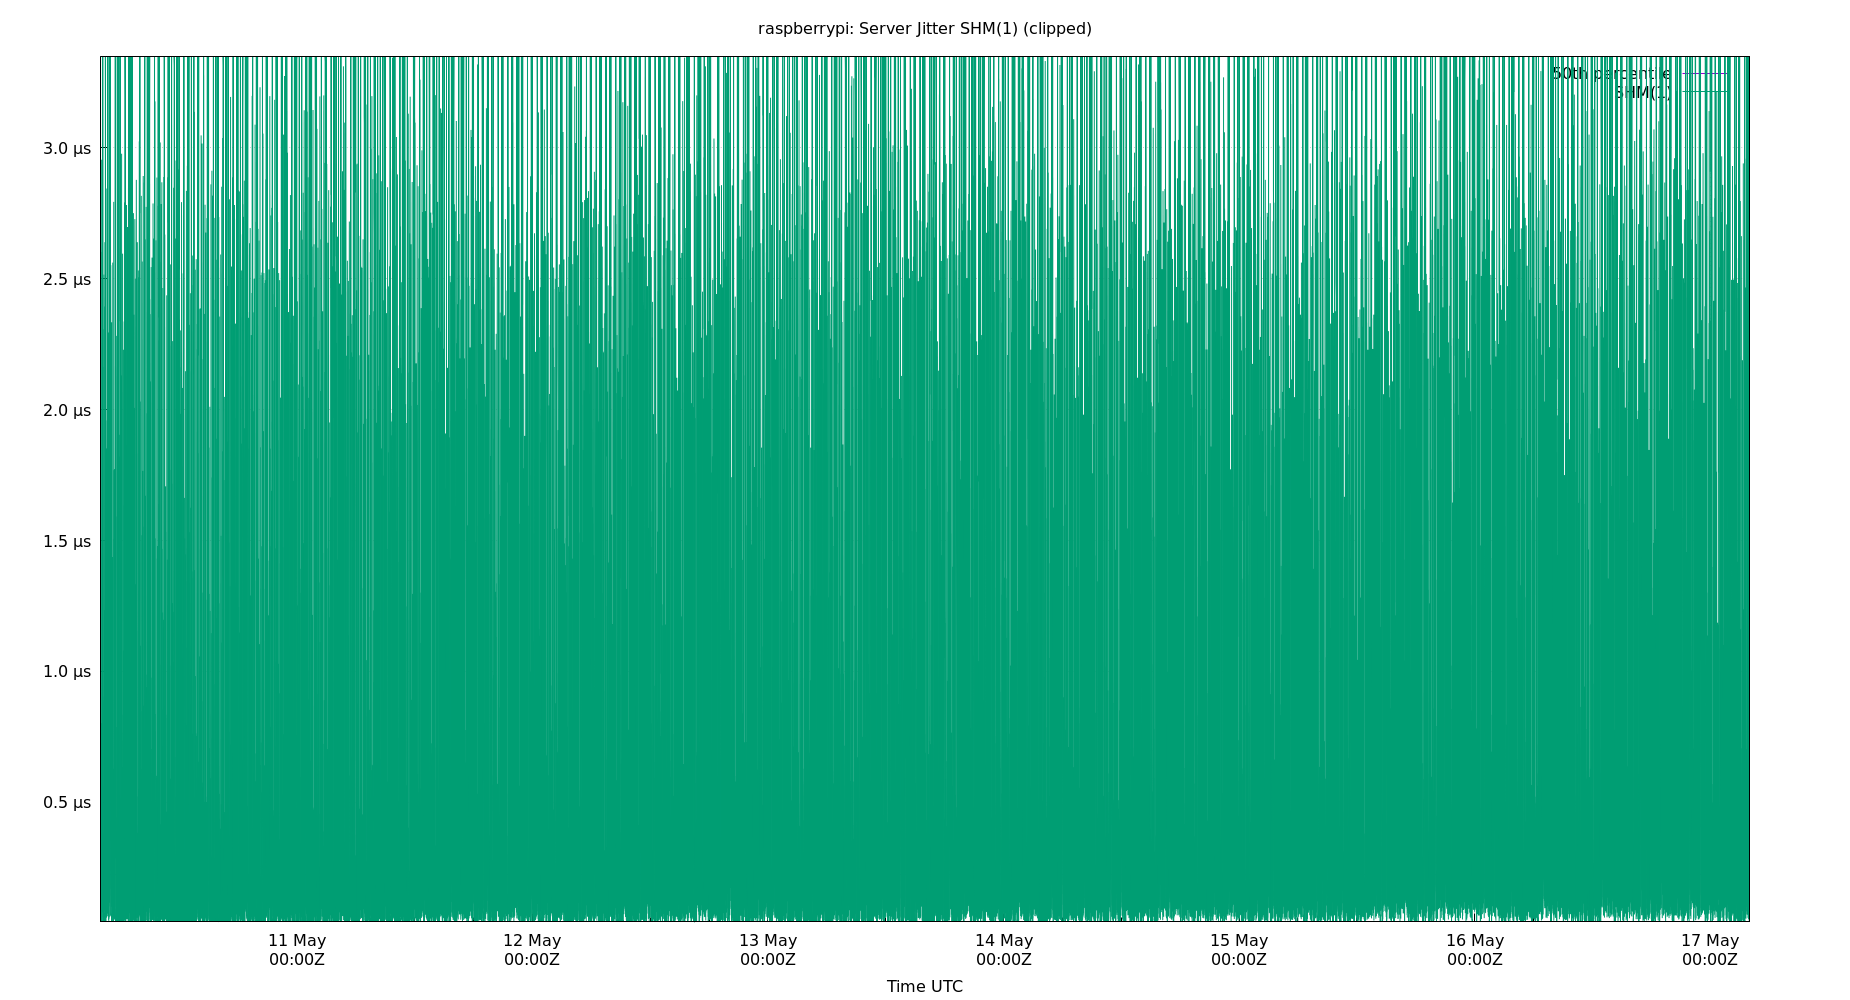 raspberrypi: Server Jitter SHM(1) (clipped)
50th percentile
SHM(1)
3.0 µs
2.5 µs
2.0 µs
1.5 µs
1.0 µs
0.5 µs
11 May 12 May 13 May 14 May 15 May 16 May 17 May
00:00Z 00:00Z 00:00Z 00:00Z 00:00Z 00:00Z 00:00Z
Time UTC